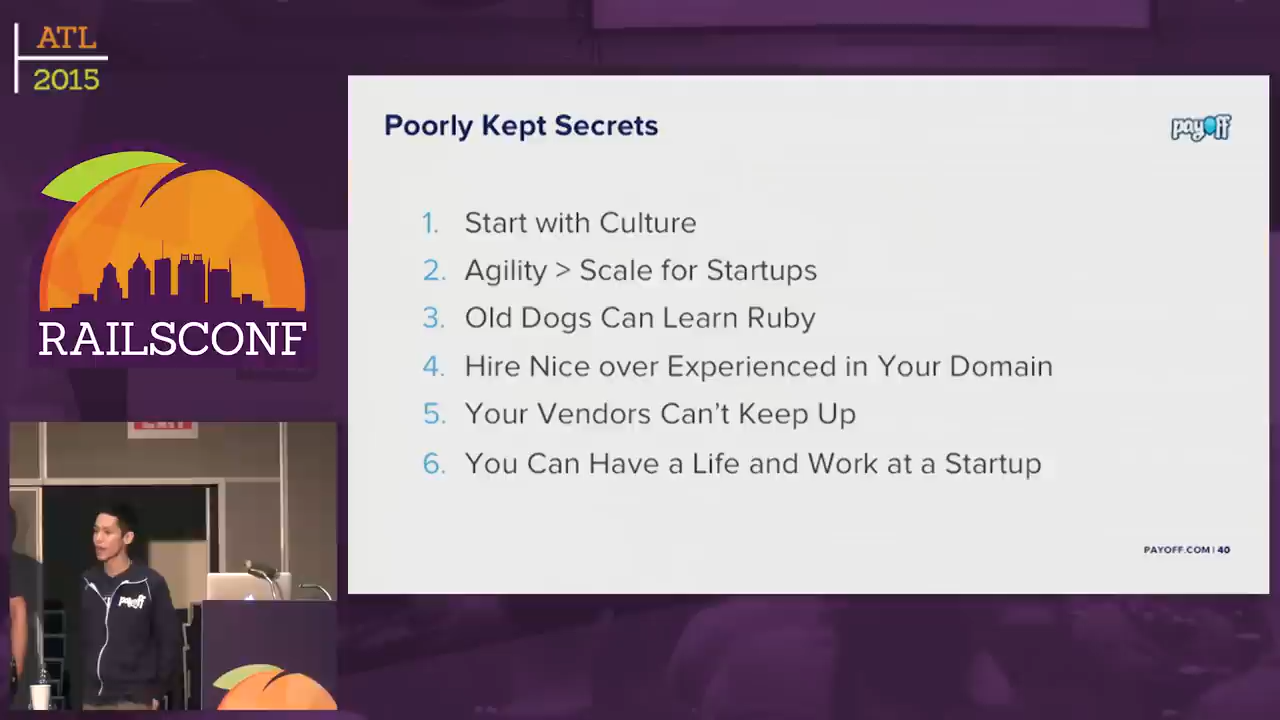 ATL
2015
RAILSCONF
Poorly Kept Secrets
payoff
1. Start with Culture
2. Agility > Scale for Startups
3. Old Dogs Can Learn Ruby
4. Hire Nice over Experienced in Your Domain
5. Your Vendors Can't Keep Up
6. You Can Have a Life and Work at a Startup
PAYOFF.COM | 40
payoff